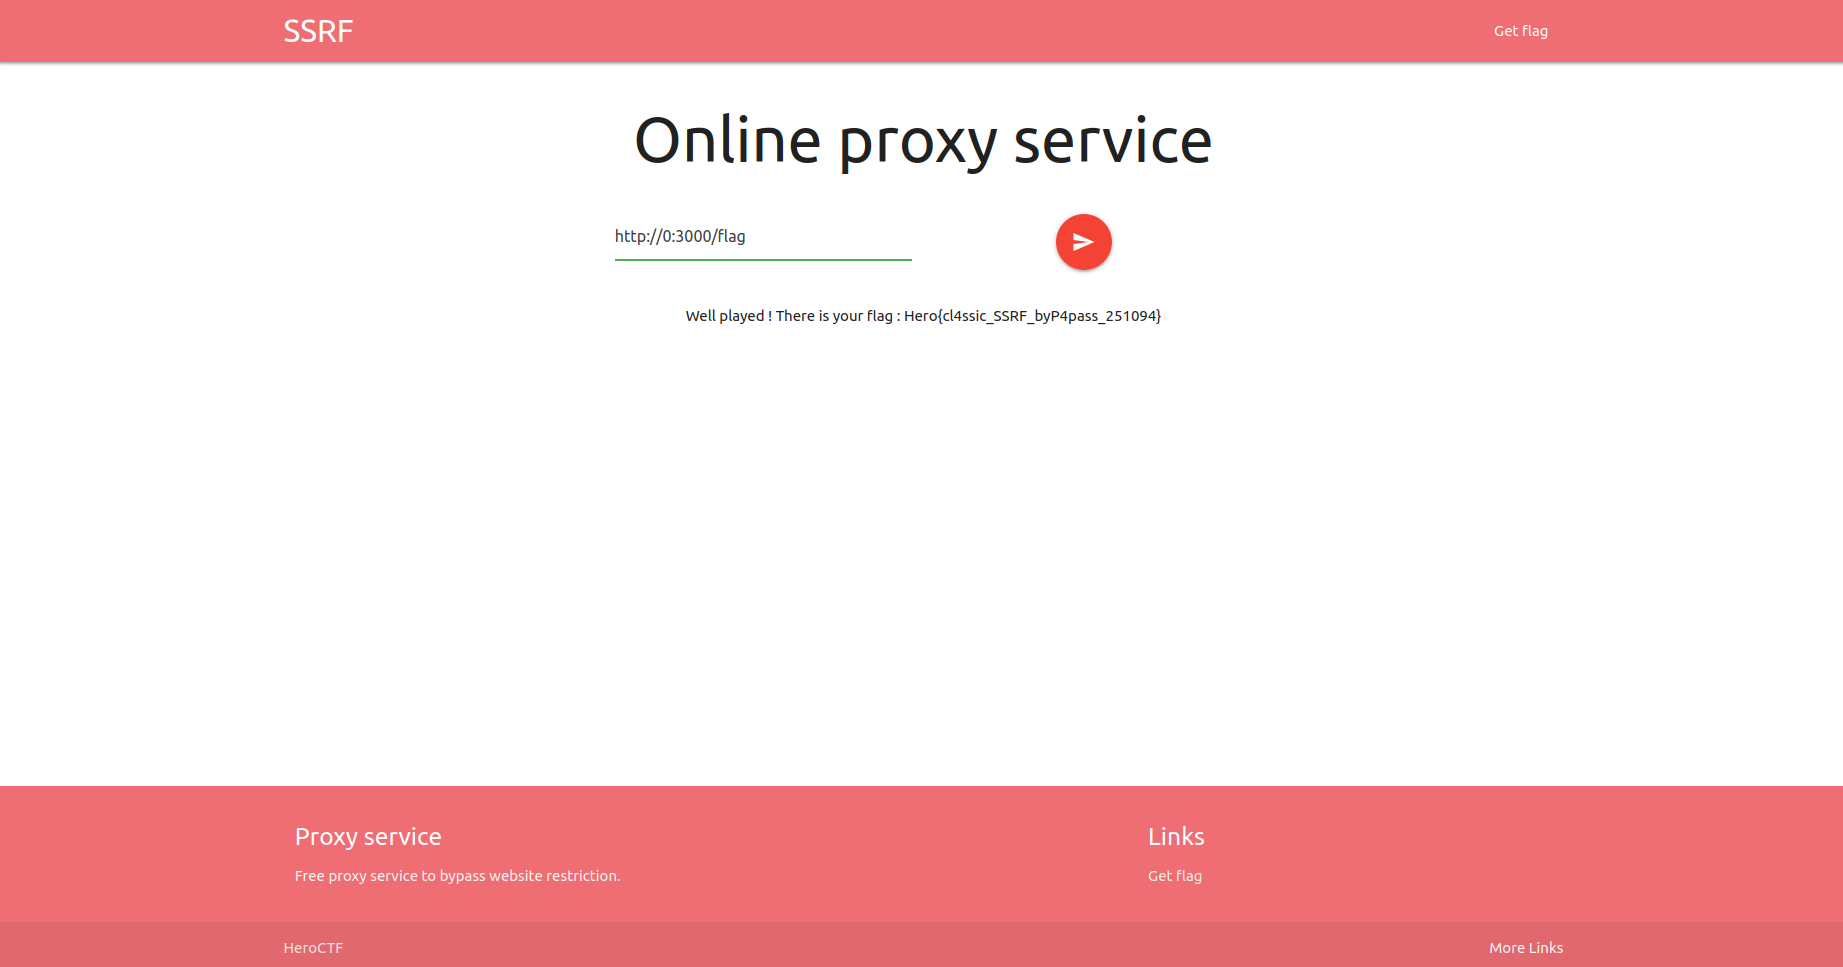 SSRF
Get flag
Online proxy service
http://0:3000/flag
Well played ! There is your flag : Hero{cl4ssic_SSRF_byP4pass_251094}
Proxy service
Links
Free proxy service to bypass website restriction.
Get flag
HeroCTF
More Links